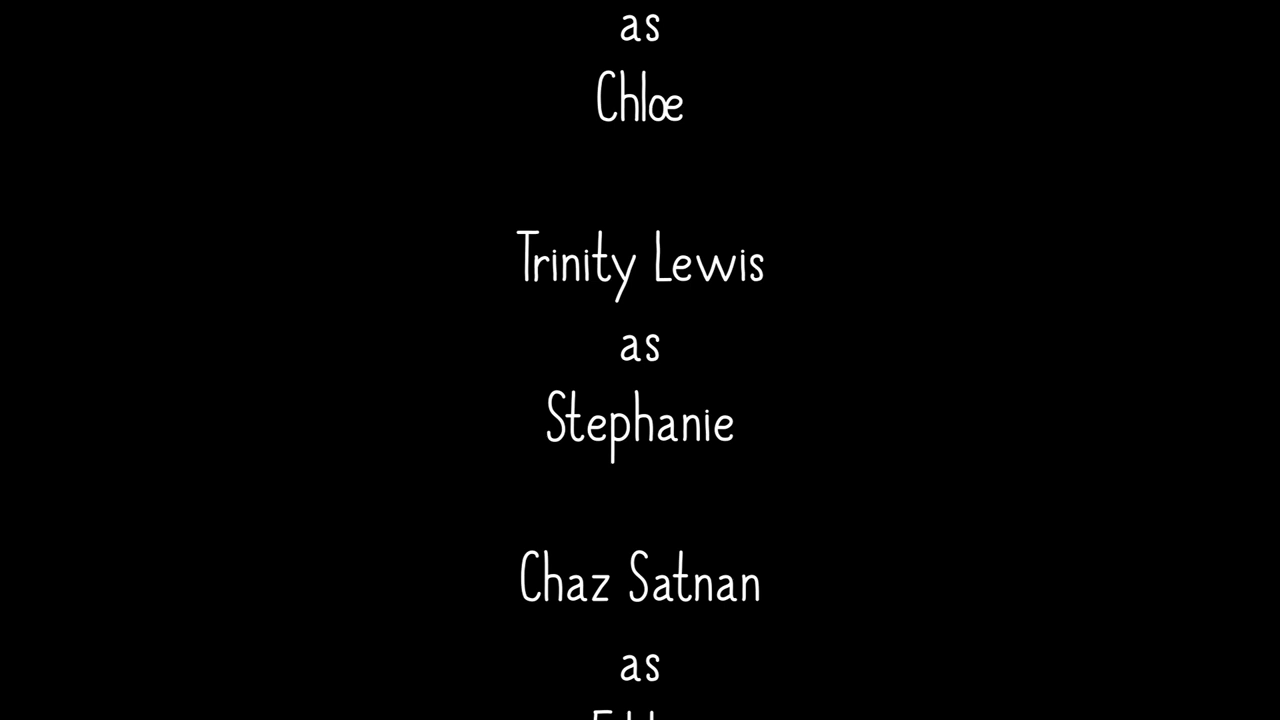 as
Chloe
Trinity Lewis
as
Stephanie
Chaz Satnan
as